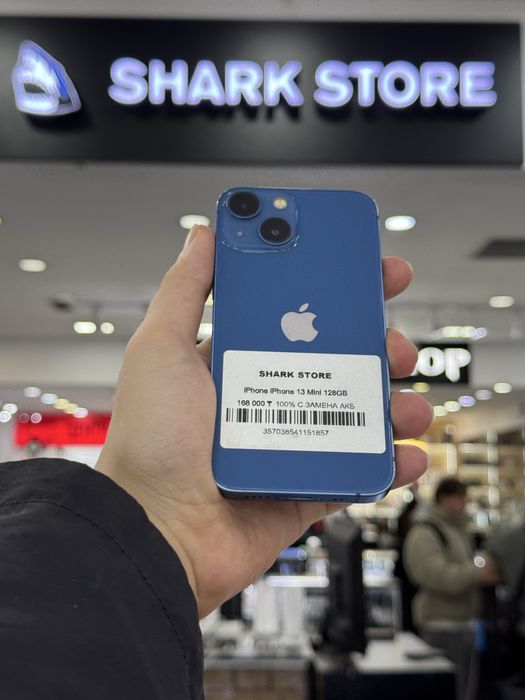 SHARK STORE
OP
SHARK STORE
iPhone iPhone 13 Mini 128GB
168 000 ₸ 100% С ЗАМЕНА АКБ
357038541151857